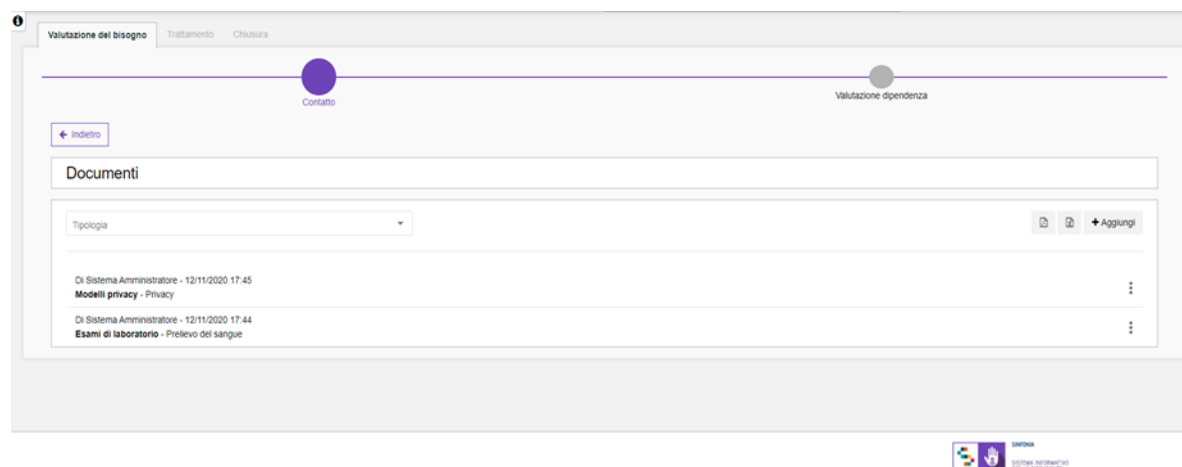 Valutazione del bisogno Trattamento Chiusura
Contatto Valutazione dipendenza
Indietro
Documenti
Tipologia Aggiungi
Di Sistema Amministratore - 12/11/2020 17:45
Modelli privacy - Privacy
Di Sistema Amministratore - 12/11/2020 17:44
Esami di laboratorio - Prelievo del sangue
SINFONIA
SISTEMA INFORMATIVO